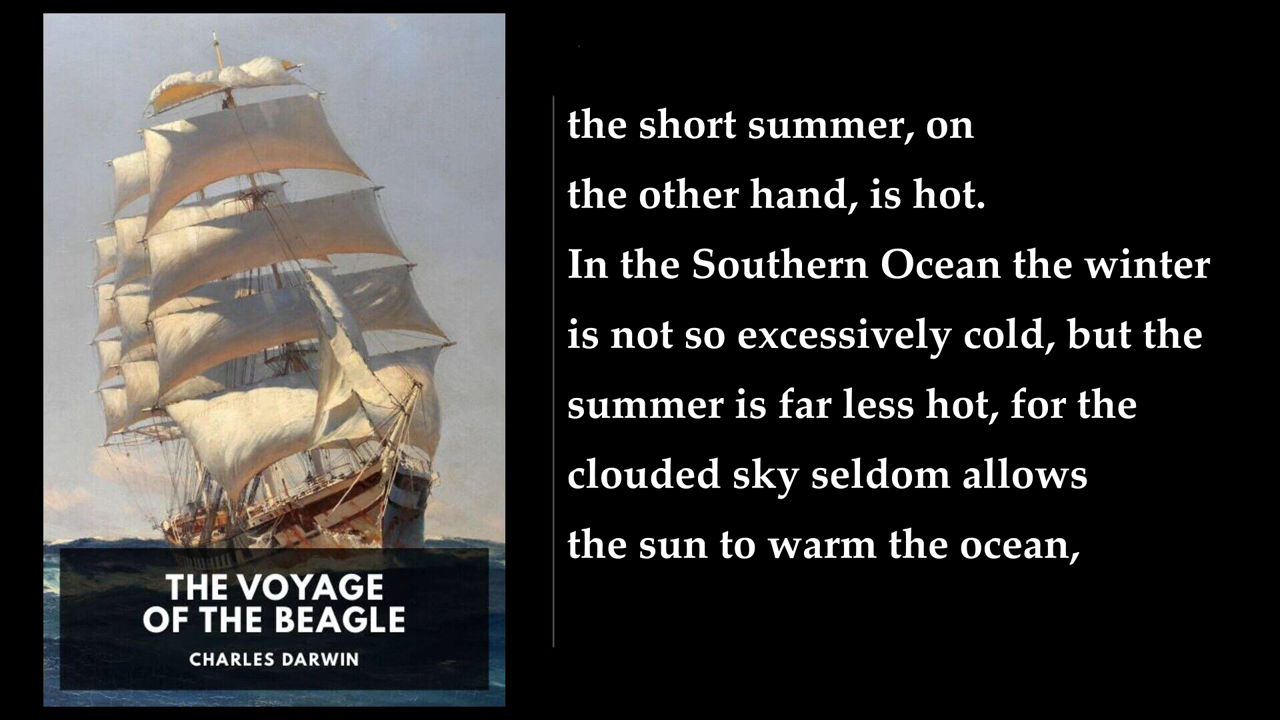 THE VOYAGE
OF THE BEAGLE
CHARLES DARWIN
the short summer, on
the other hand, is hot.
In the Southern Ocean the winter
is not so excessively cold, but the
summer is far less hot, for the
clouded sky seldom allows
the sun to warm the ocean,